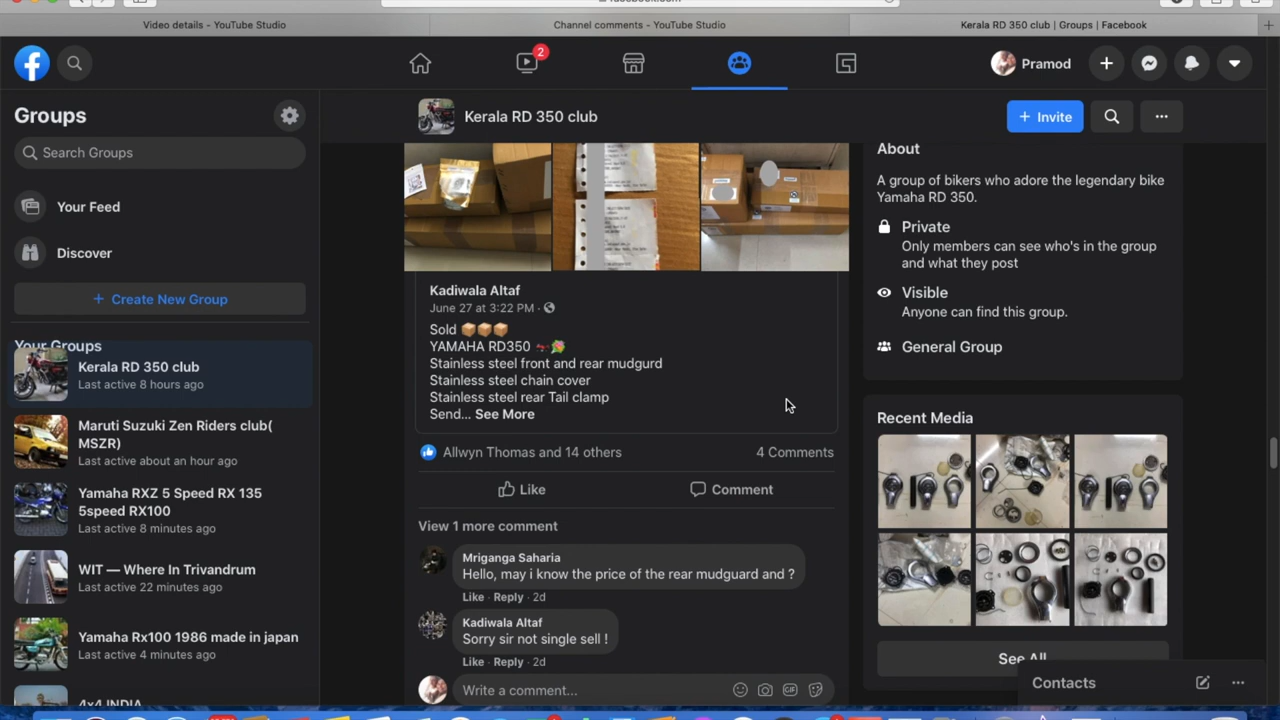 Video details - YouTube Studio
Channel comments - YouTube Studio
Kerala RD 350 club | Groups | Facebook
2
Pramod
Groups
Search Groups
Your Feed
Discover
+ Create New Group
Your Groups
Kerala RD 350 club
Last active 8 hours ago
Maruti Suzuki Zen Riders club(
MSZR)
Last active about an hour ago
Yamaha RXZ 5 Speed RX 135
5speed RX100
Last active 8 minutes ago
WIT — Where In Trivandrum
Last active 22 minutes ago
Yamaha Rx100 1986 made in japan
Last active 4 minutes ago
4x4 INDIA
Kerala RD 350 club
+ Invite
Kadiwala Altaf
June 27 at 3:22 PM ·
Sold 📦📦📦
YAMAHA RD350
Stainless steel front and rear mudgurd
Stainless steel chain cover
Stainless steel rear Tail clamp
Send... See More
Allwyn Thomas and 14 others
4 Comments
Like
Comment
View 1 more comment
Mriganga Saharia
Hello, may i know the price of the rear mudguard and ?
Like · Reply · 2d
Kadiwala Altaf
Sorry sir not single sell !
Like · Reply · 2d
Write a comment...
GIF
About
A group of bikers who adore the legendary bike
Yamaha RD 350.
Private
Only members can see who's in the group
and what they post
Visible
Anyone can find this group.
General Group
Recent Media
See All
Contacts